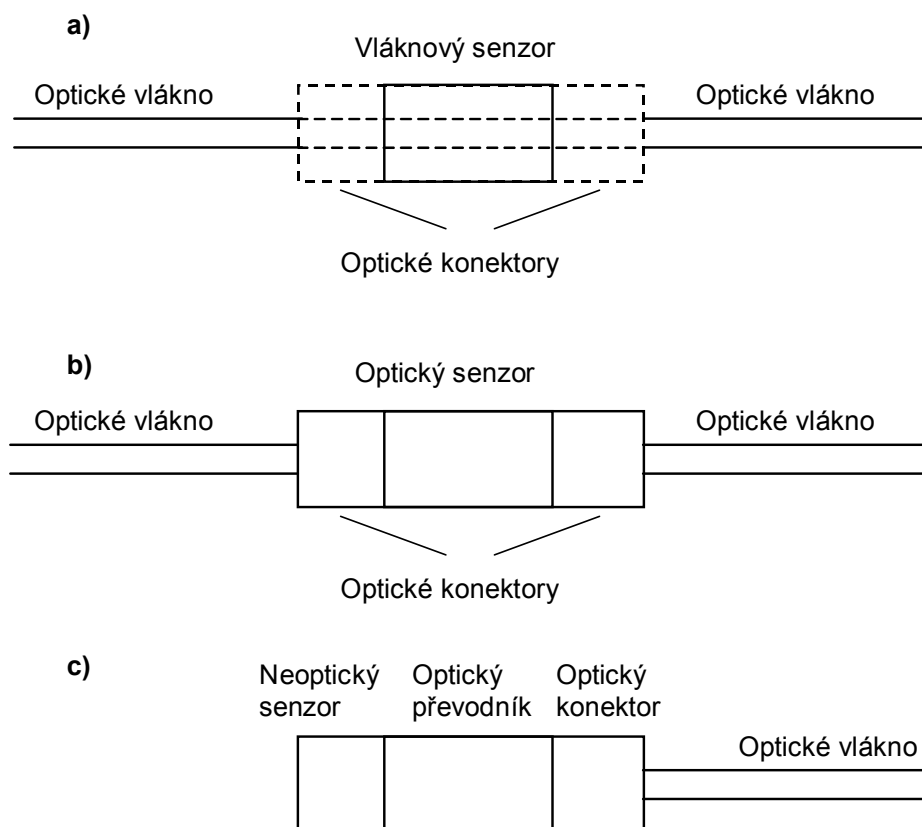 a)
Vláknový senzor
Optické vlákno
Optické vlákno
Optické konektory
b)
Optický senzor
Optické vlákno
Optické vlákno
Optické konektory
c)
Neoptický senzor
Optický převodník
Optický konektor
Optické vlákno